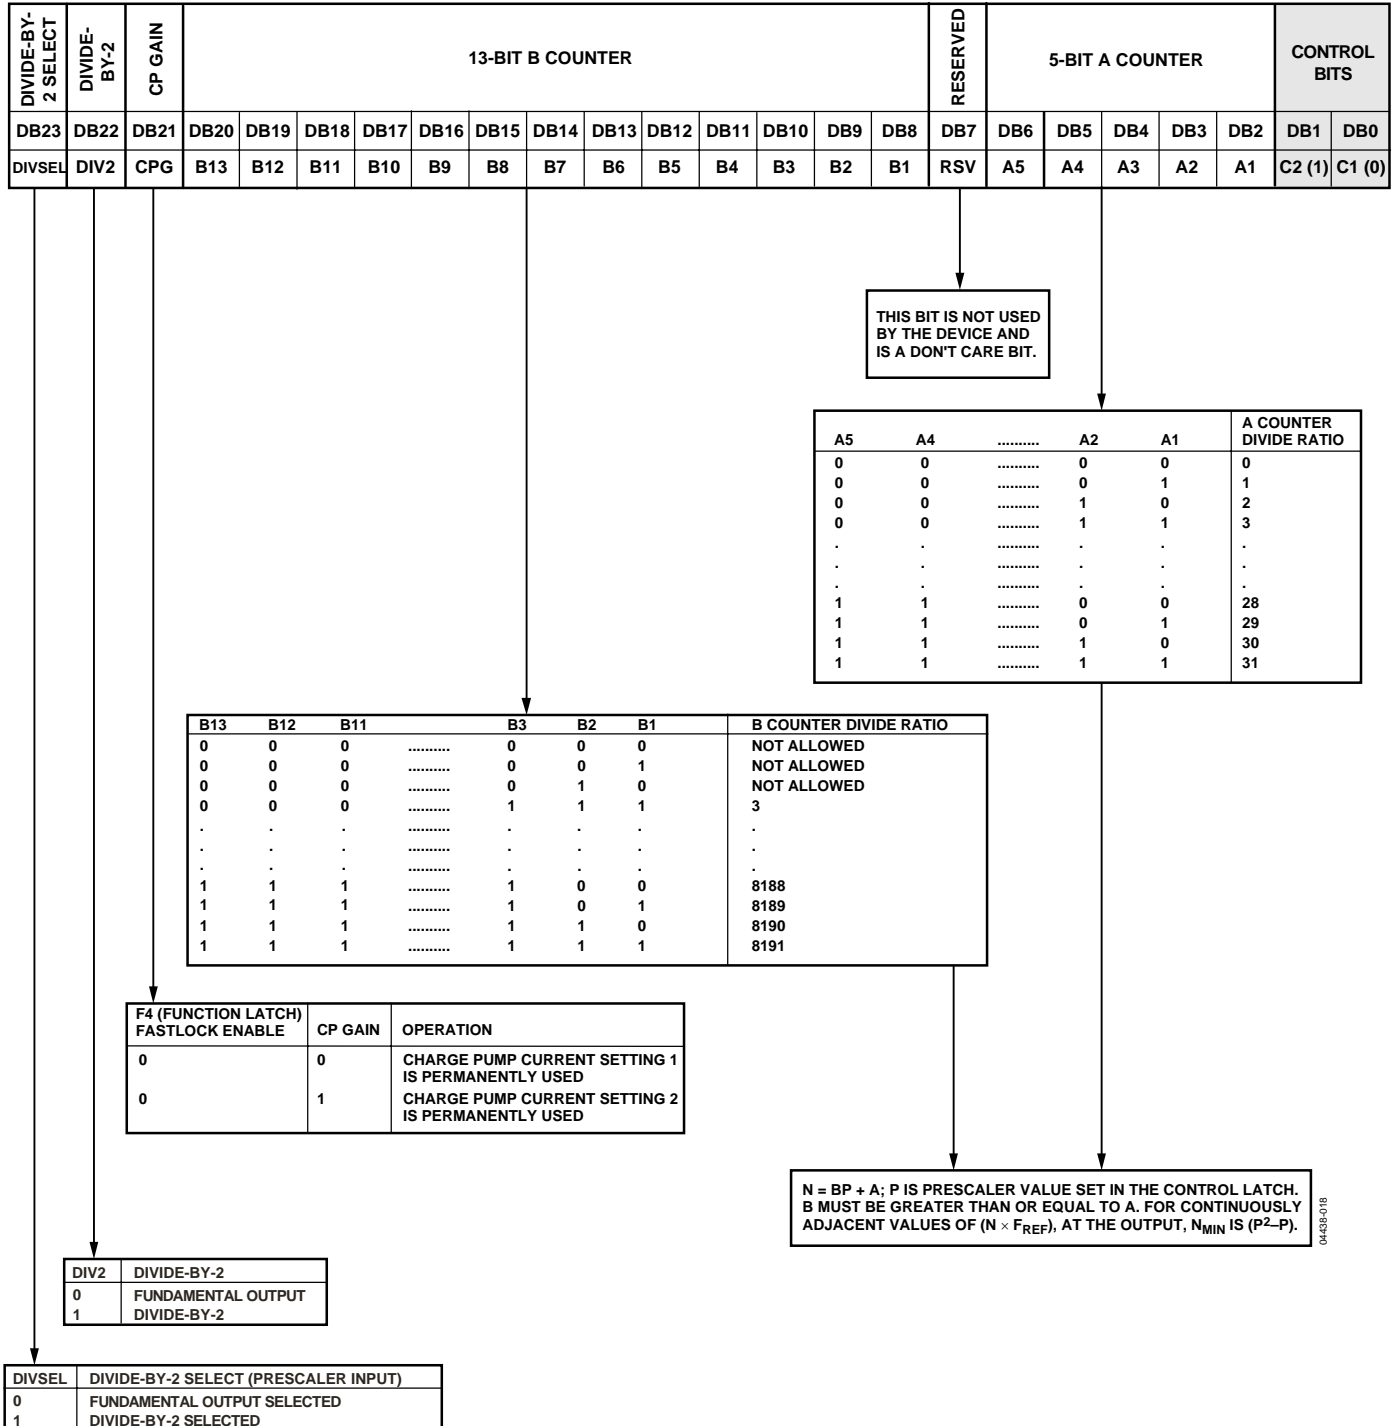 DIVIDE-BY-
2 SELECT
DIVIDE-
BY-2
CP GAIN
13-BIT B COUNTER
RESERVED
5-BIT A COUNTER
CONTROL
BITS
DB23 DB22 DB21 DB20 DB19 DB18 DB17 DB16 DB15 DB14 DB13 DB12 DB11 DB10 DB9 DB8 DB7 DB6 DB5 DB4 DB3 DB2 DB1 DB0
DIVSEL DIV2 CPG B13 B12 B11 B10 B9 B8 B7 B6 B5 B4 B3 B2 B1 RSV A5 A4 A3 A2 A1 C2 (1) C1 (0)
THIS BIT IS NOT USED
BY THE DEVICE AND
IS A DON'T CARE BIT.
A COUNTER
A5 A4 .......... A2 A1 DIVIDE RATIO
0 0 .......... 0 0 0
0 0 .......... 0 1 1
0 0 .......... 1 0 2
0 0 .......... 1 1 3
. . .......... . . .
. . .......... . . .
. . .......... . . .
1 1 .......... 0 0 28
1 1 .......... 0 1 29
1 1 .......... 1 0 30
1 1 .......... 1 1 31
B13 B12 B11 B3 B2 B1 B COUNTER DIVIDE RATIO
0 0 0 .......... 0 0 0 NOT ALLOWED
0 0 0 .......... 0 0 1 NOT ALLOWED
0 0 0 .......... 0 1 0 NOT ALLOWED
0 0 0 .......... 1 1 1 3
. . . .......... . . . .
. . . .......... . . . .
. . . .......... . . . .
1 1 1 .......... 1 0 0 8188
1 1 1 .......... 1 0 1 8189
1 1 1 .......... 1 1 0 8190
1 1 1 .......... 1 1 1 8191
F4 (FUNCTION LATCH)
FASTLOCK ENABLE CP GAIN OPERATION
0 0 CHARGE PUMP CURRENT SETTING 1
IS PERMANENTLY USED
0 1 CHARGE PUMP CURRENT SETTING 2
IS PERMANENTLY USED
N = BP + A; P IS PRESCALER VALUE SET IN THE CONTROL LATCH.
B MUST BE GREATER THAN OR EQUAL TO A. FOR CONTINUOUSLY
ADJACENT VALUES OF (N × FREF), AT THE OUTPUT, NMIN IS (P²–P).
04438-018
DIV2 DIVIDE-BY-2
0 FUNDAMENTAL OUTPUT
1 DIVIDE-BY-2
DIVSEL DIVIDE-BY-2 SELECT (PRESCALER INPUT)
0 FUNDAMENTAL OUTPUT SELECTED
1 DIVIDE-BY-2 SELECTED